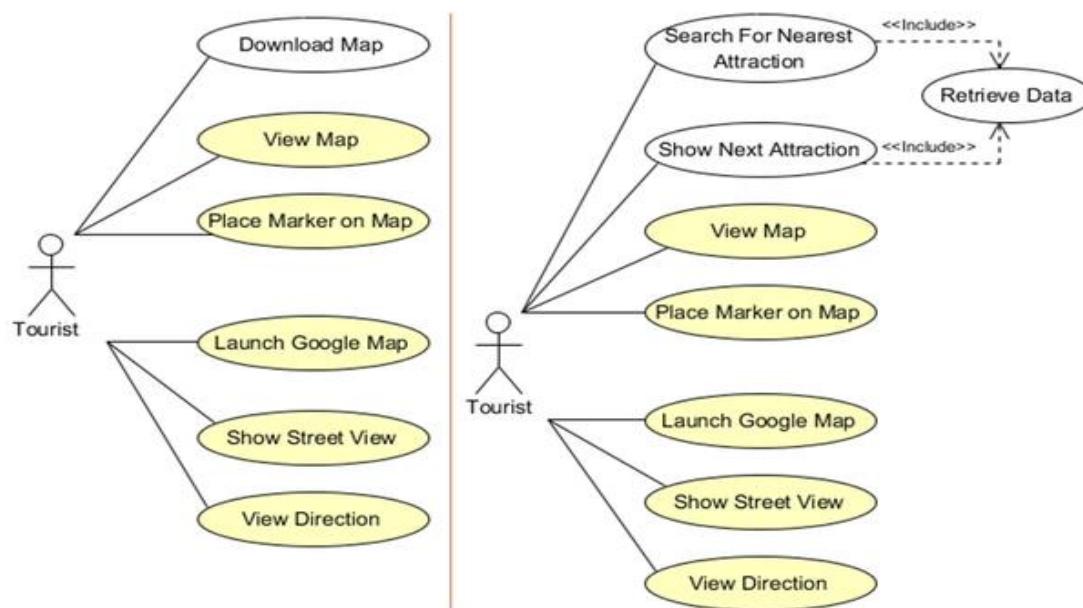 Download Map
View Map
Place Marker on Map
Tourist
Launch Google Map
Show Street View
View Direction
Search For Nearest
Attraction
<<Include>>
Retrieve Data
Show Next Attraction
<<Include>>
View Map
Place Marker on Map
Tourist
Launch Google Map
Show Street View
View Direction